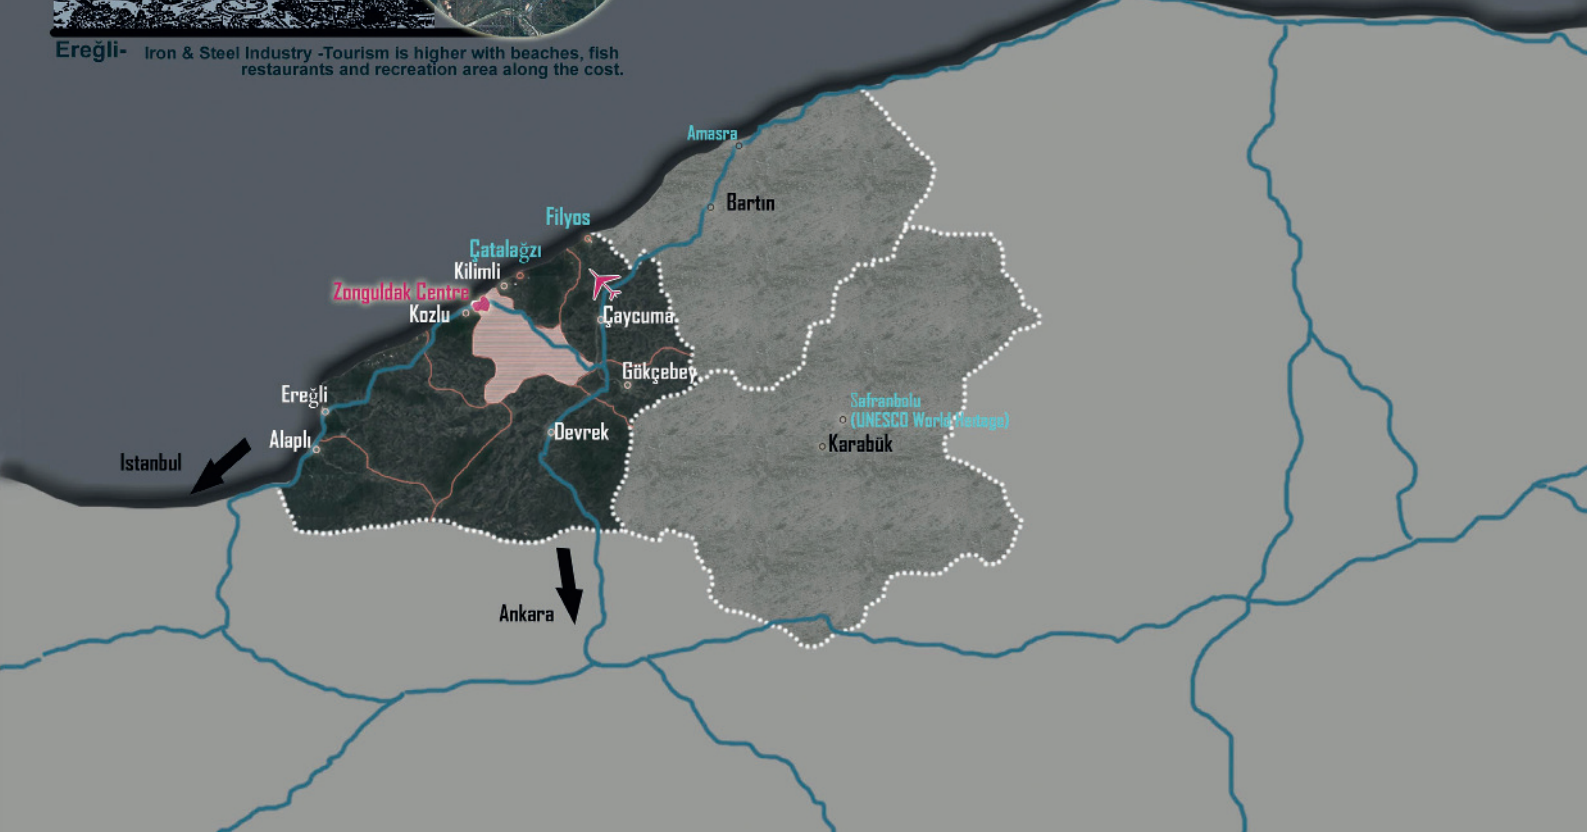 Ereğli- Iron & Steel Industry -Tourism is higher with beaches, fish
restaurants and recreation area along the cost.
Amasra
Bartın
Filyos
Çatalağzı
Kilimli
Zonguldak Centre
Kozlu
Çaycuma
Gökçebey
Ereğli
Safranbolu
(UNESCO World Heritage)
Devrek
Alaplı
Karabük
Istanbul
Ankara